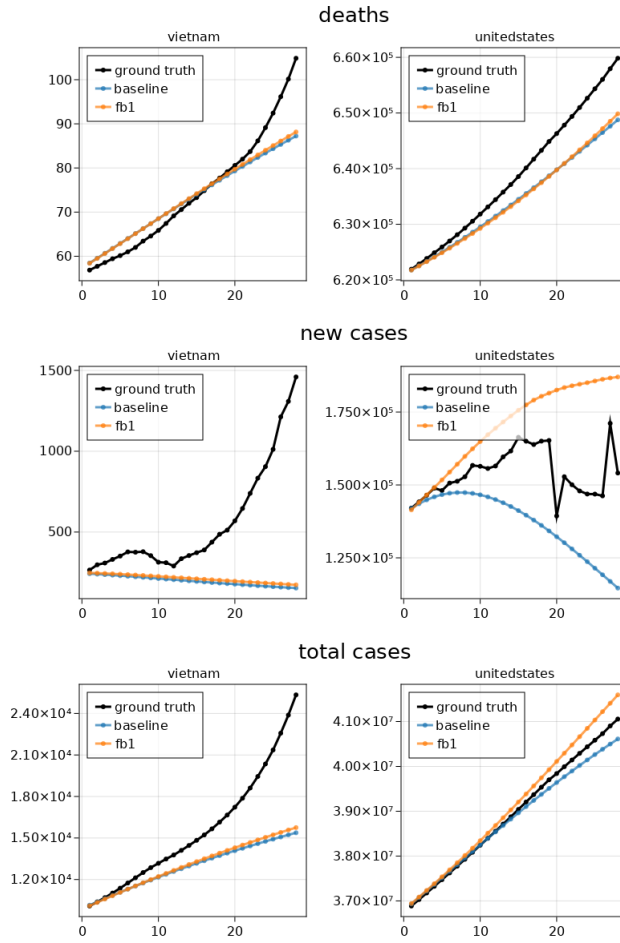 deaths
vietnam
unitedstates
100
90
80
70
60
0
10
20
ground truth
baseline
fb1
6.60×10⁵
6.50×10⁵
6.40×10⁵
6.30×10⁵
6.20×10⁵
0
10
20
ground truth
baseline
fb1
new cases
vietnam
unitedstates
1500
1000
500
0
10
20
ground truth
baseline
fb1
1.750×10⁵
1.500×10⁵
1.250×10⁵
0
10
20
ground truth
baseline
fb1
total cases
vietnam
unitedstates
2.40×10⁴
2.10×10⁴
1.80×10⁴
1.50×10⁴
1.20×10⁴
0
10
20
ground truth
baseline
fb1
4.10×10⁷
4.00×10⁷
3.90×10⁷
3.80×10⁷
3.70×10⁷
0
10
20
ground truth
baseline
fb1